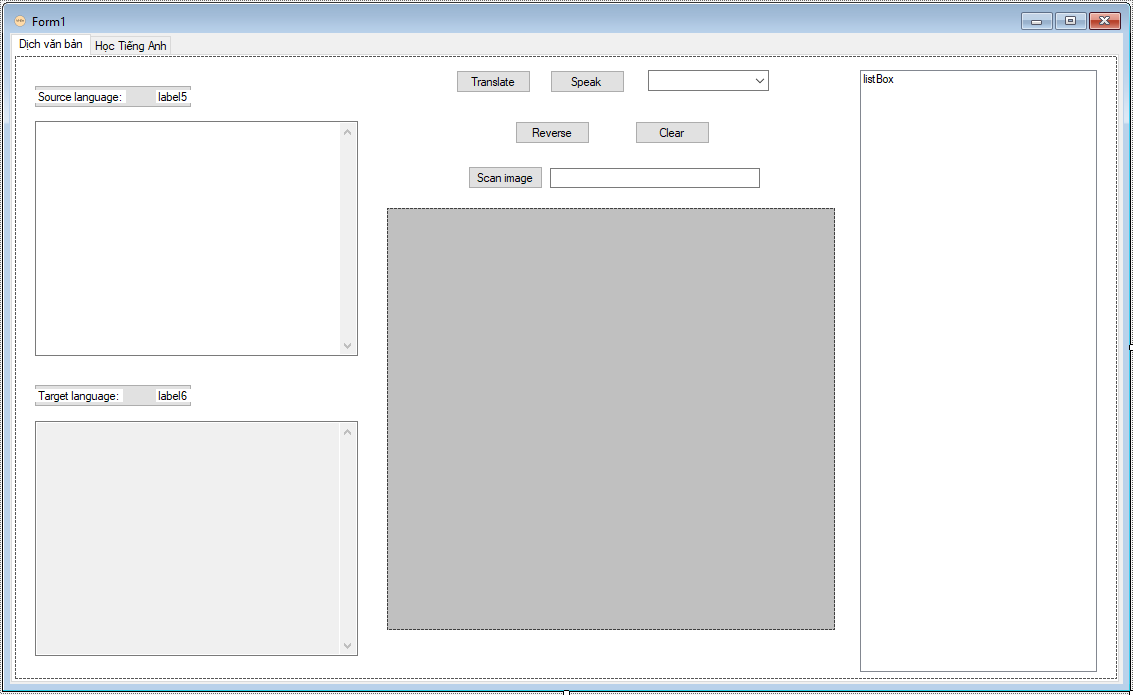 Form1
Dịch văn bản
Học Tiếng Anh
Source language: label5
Translate
Speak
Reverse
Clear
Scan image
Target language: label6
listBox